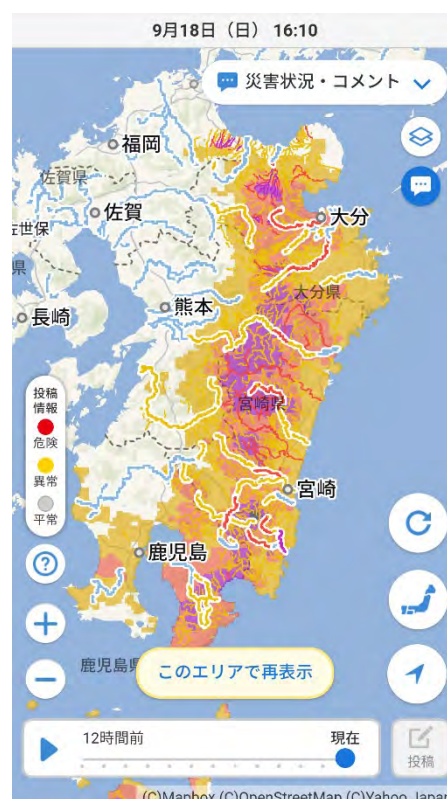 9月18日（日） 16:10
災害状況・コメント
福岡
佐賀県
佐賀
大分
世保
県
熊本
大分県
長崎
投稿
情報
危険
異常
平常
宮崎県
宮崎
鹿児島
鹿児島県
このエリアで再表示
12時間前
現在
投稿
(C)Mapbox (C)OpenStreetMap (C)Yahoo Japan